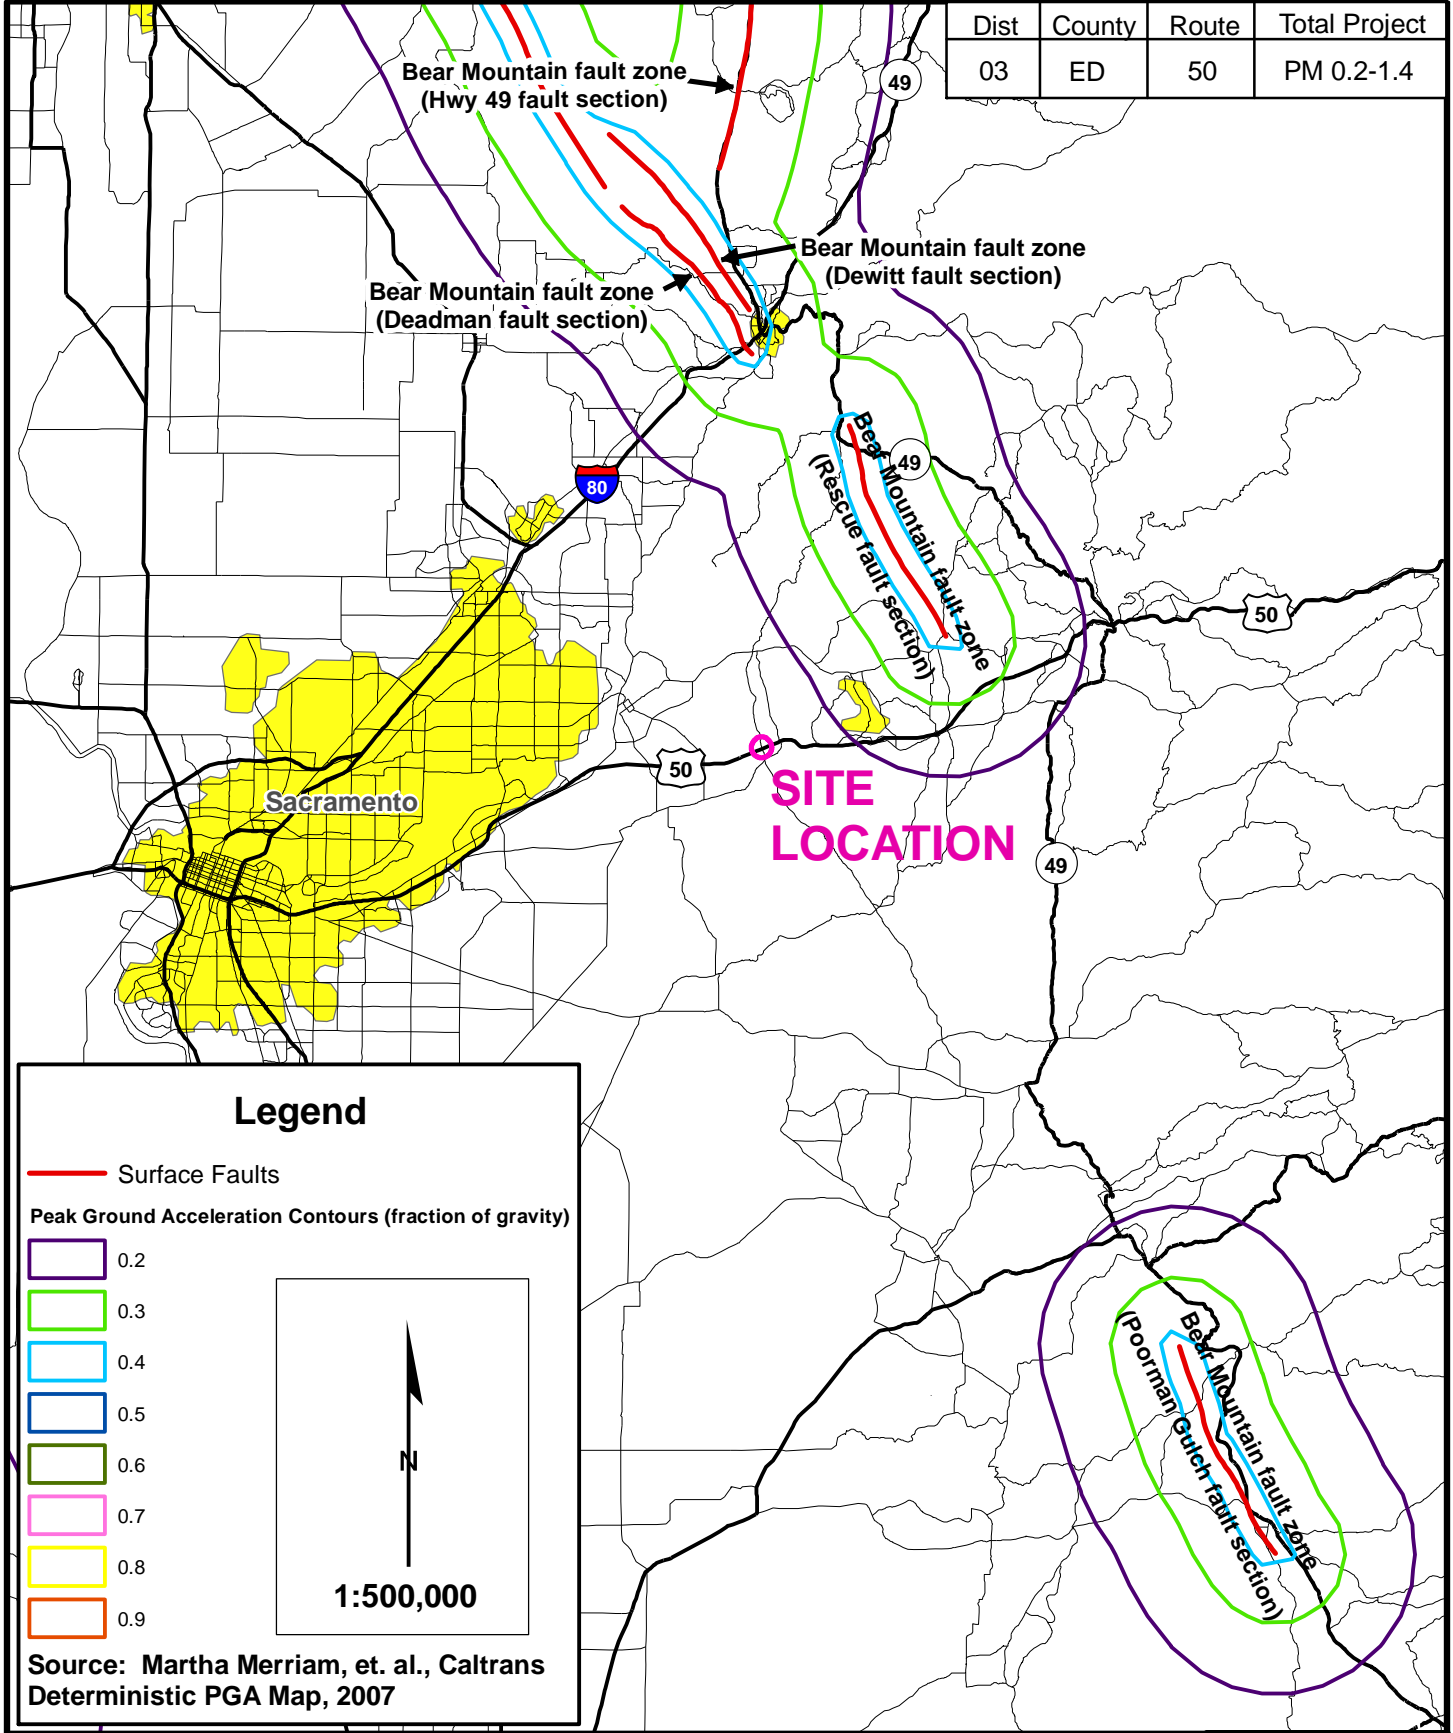 Dist County Route Total Project
03 ED 50 PM 0.2-1.4
Bear Mountain fault zone
(Hwy 49 fault section)
49
Bear Mountain fault zone
(Dewitt fault section)
Bear Mountain fault zone
(Deadman fault section)
80
49
Bear Mountain fault zone
(Rescue fault section)
50
50
SITE
LOCATION
Sacramento
49
Legend
Surface Faults
Peak Ground Acceleration Contours (fraction of gravity)
0.2
0.3
0.4
0.5
0.6
0.7
0.8
0.9
N
1:500,000
Source: Martha Merriam, et. al., Caltrans
Deterministic PGA Map, 2007
Bear Mountain fault zone
(Poorman Gulch fault section)